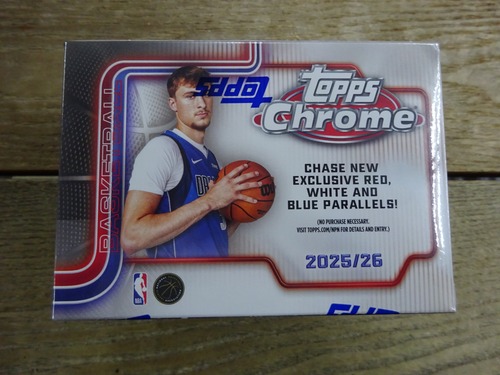 topps
topps
Chrome
BASKETBALL
CHASE NEW
EXCLUSIVE RED,
WHITE AND
BLUE PARALLELS!
(NO PURCHASE NECESSARY.
VISIT TOPPS.COM/NPN FOR DETAILS AND ENTRY.)
2025/26
NBA